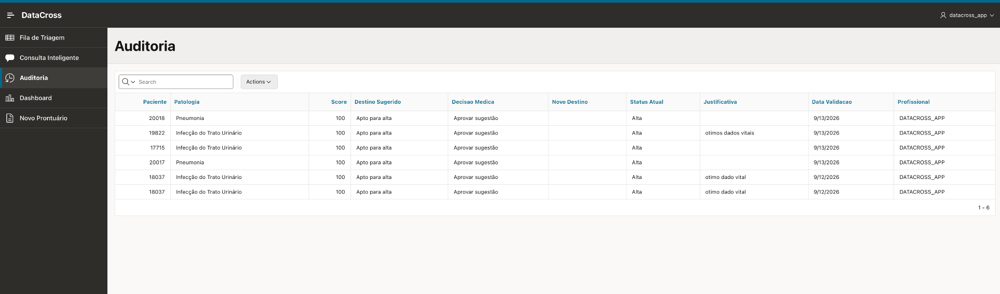 DataCross
datacross_app
Fila de Triagem
Consulta Inteligente
Auditoria
Dashboard
Novo Prontuário
Auditoria
Search
Actions
Paciente Patologia Score Destino Sugerido Decisao Medica Novo Destino Status Atual Justificativa Data Validacao Profissional
20018 Pneumonia 100 Apto para alta Aprovar sugestão Alta 9/13/2026 DATACROSS_APP
19822 Infecção do Trato Urinário 100 Apto para alta Aprovar sugestão Alta otimos dados vitais 9/13/2026 DATACROSS_APP
17715 Infecção do Trato Urinário 100 Apto para alta Aprovar sugestão Alta 9/13/2026 DATACROSS_APP
20017 Pneumonia 100 Apto para alta Aprovar sugestão Alta 9/13/2026 DATACROSS_APP
18037 Infecção do Trato Urinário 100 Apto para alta Aprovar sugestão Alta otimo dado vital 9/12/2026 DATACROSS_APP
18037 Infecção do Trato Urinário 100 Apto para alta Aprovar sugestão Alta otimo dado vital 9/12/2026 DATACROSS_APP
1 - 6